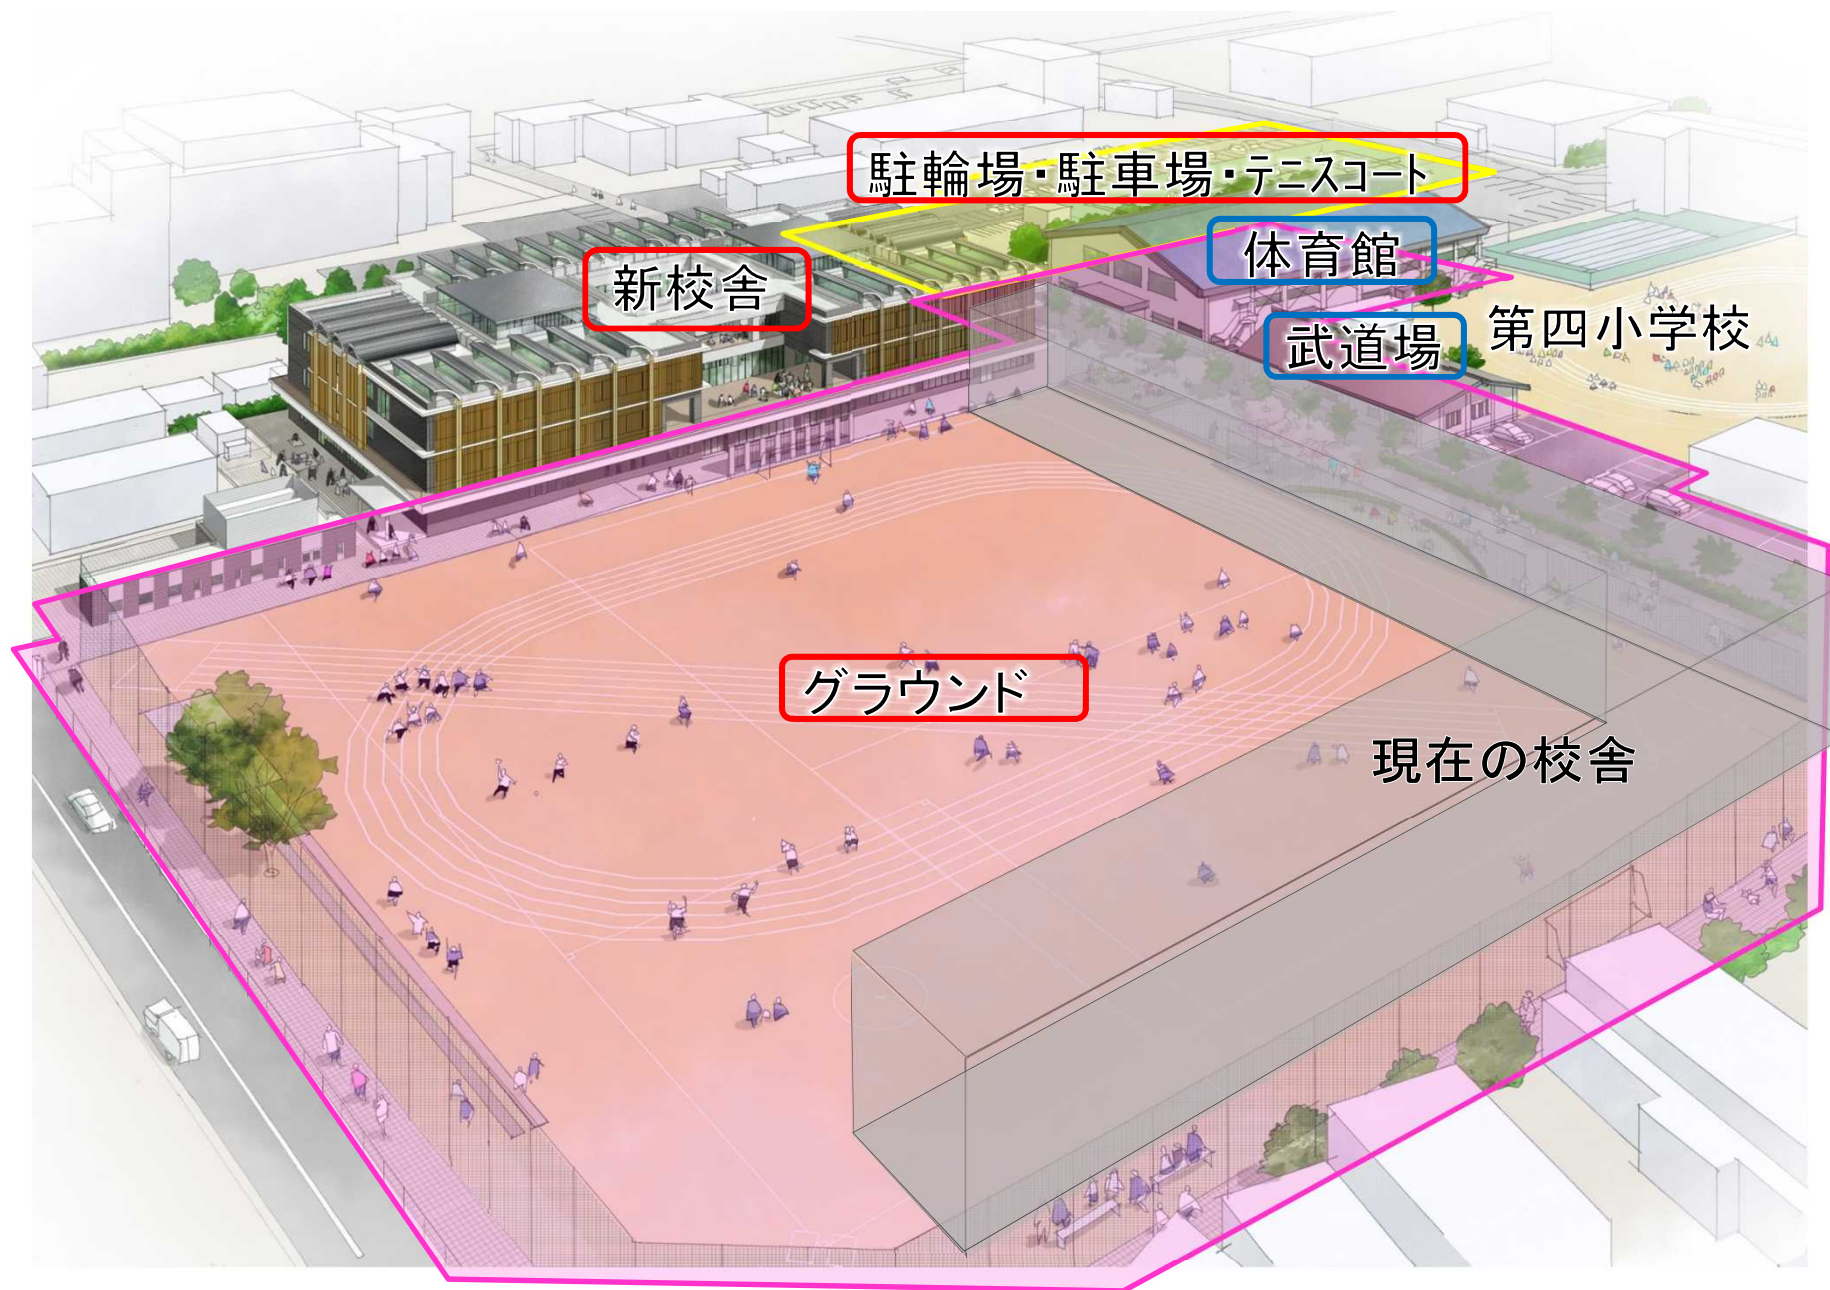 駐輪場・駐車場・テニスコート
体育館
新校舎
武道場
第四小学校
グラウンド
現在の校舎